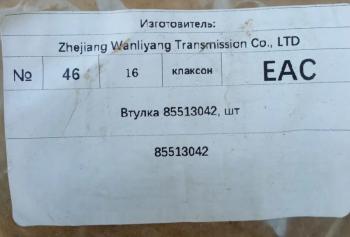 Изготовитель:
Zhejiang Wanliyang Transmission Co., LTD
№ 46 16 клаксон EAC
Втулка 85513042, шт
85513042